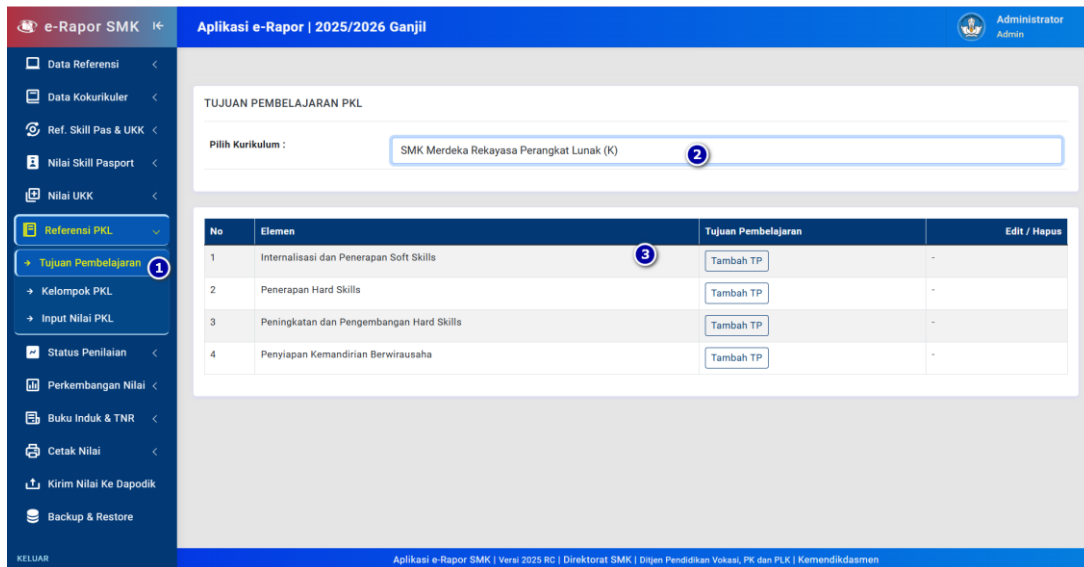 e-Rapor SMK
Aplikasi e-Rapor | 2025/2026 Ganjil
Administrator
Admin
Data Referensi
Data Kokurikuler
Ref. Skill Pas & UKK
Nilai Skill Pasport
Nilai UKK
Referensi PKL
Tujuan Pembelajaran 1
Kelompok PKL
Input Nilai PKL
Status Penilaian
Perkembangan Nilai
Buku Induk & TNR
Cetak Nilai
Kirim Nilai Ke Dapodik
Backup & Restore
KELUAR
TUJUAN PEMBELAJARAN PKL
Pilih Kurikulum : SMK Merdeka Rekayasa Perangkat Lunak (K) 2
No Elemen Tujuan Pembelajaran Edit / Hapus
1 Internalisasi dan Penerapan Soft Skills 3 Tambah TP -
2 Penerapan Hard Skills Tambah TP -
3 Peningkatan dan Pengembangan Hard Skills Tambah TP -
4 Penyiapan Kemandirian Berwirausaha Tambah TP -
Aplikasi e-Rapor SMK | Versi 2025 RC | Direktorat SMK | Ditjen Pendidikan Vokasi, PK dan PLK | Kemendikdasmen